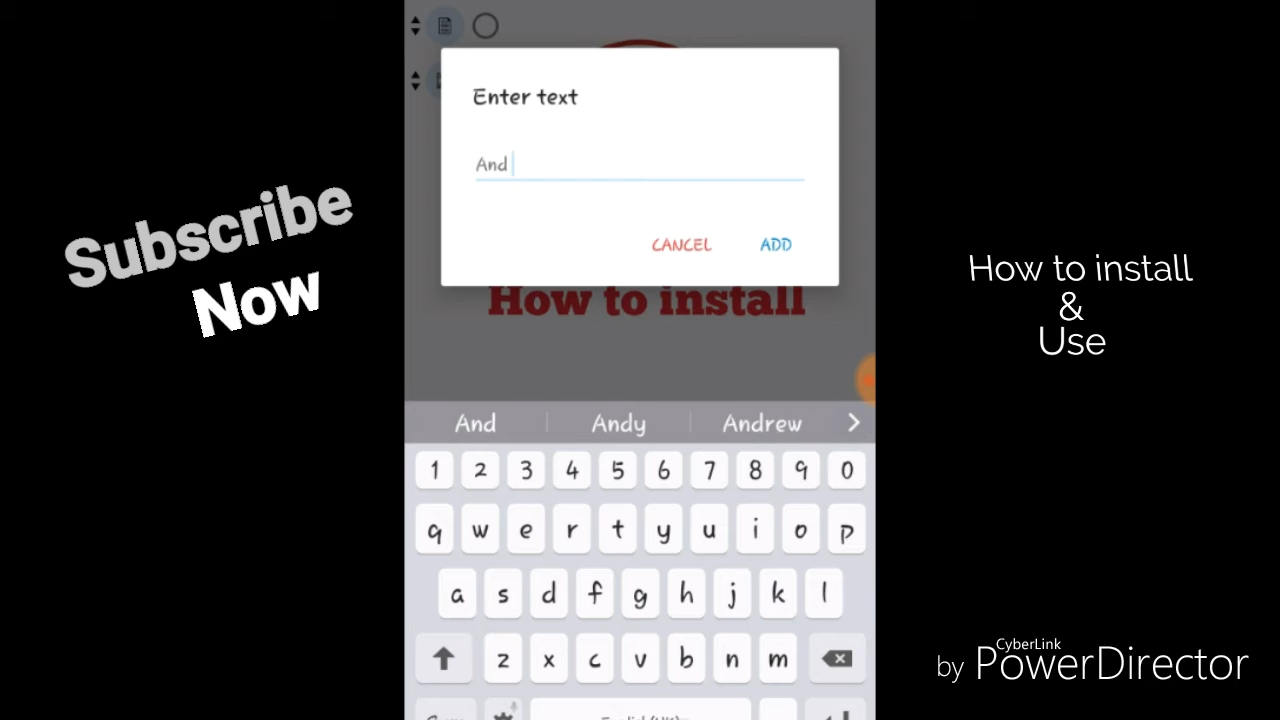 Subscribe
Now
Enter text
And
CANCEL ADD
How to install
And Andy Andrew
1 2 3 4 5 6 7 8 9 0
q w e r t y u i o p
a s d f g h j k l
z x c v b n m
How to install
&
Use
by CyberLink PowerDirector